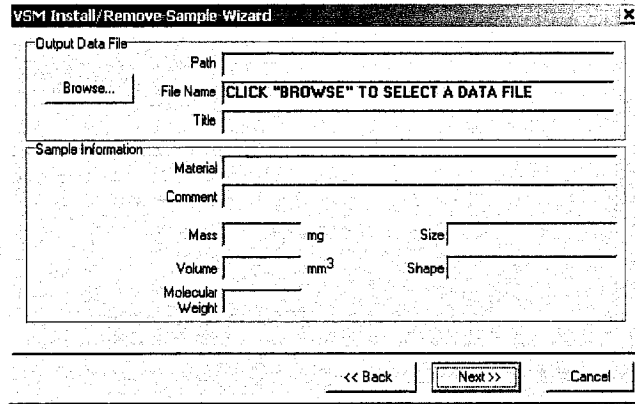 VSM Install/Remove Sample Wizard
Output Data File
Path
Browse...
File Name CLICK "BROWSE" TO SELECT A DATA FILE
Title
Sample Information
Material
Comment
Mass mg Size
Volume mm3 Shape
Molecular
Weight
<< Back Next >> Cancel